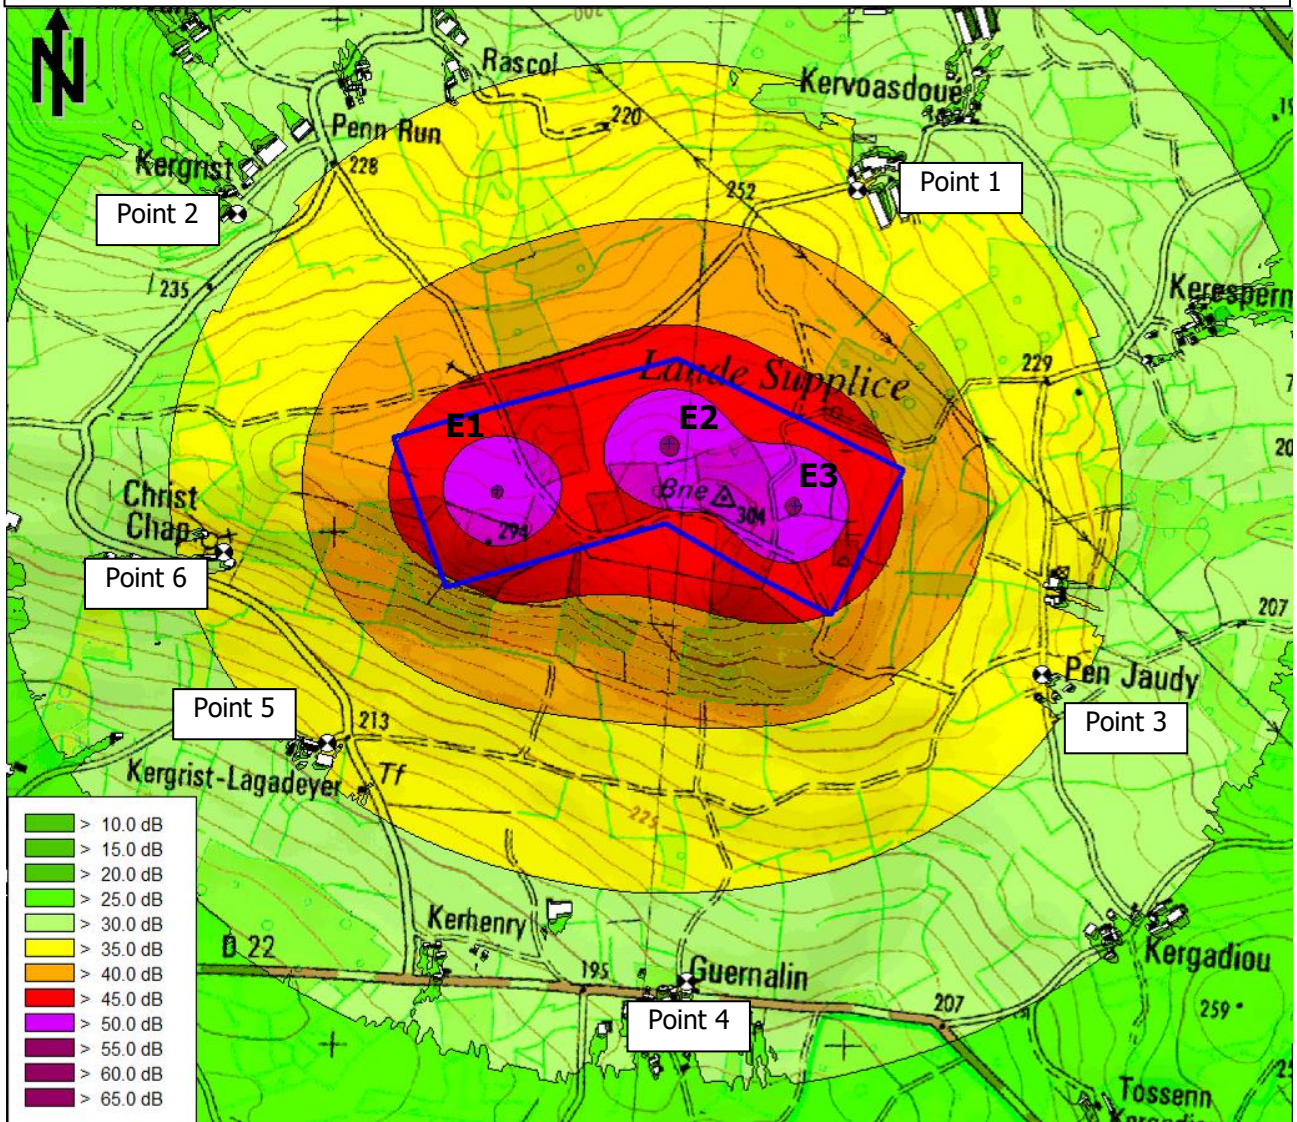 N
Rascol
Kervoasdoué
220
Penn Run
Kergrist
228
Point 1
252
Point 2
235
Kerespern
229
Lande Supplice
E1
E2
E3
Bne
304
294
Christ
Chap
Point 6
207
Pen Jaudy
Point 5
213
Point 3
Kergrist-Lagadeyer
Tf
225
> 10.0 dB
> 15.0 dB
> 20.0 dB
> 25.0 dB
> 30.0 dB
> 35.0 dB
> 40.0 dB
> 45.0 dB
> 50.0 dB
> 55.0 dB
> 60.0 dB
> 65.0 dB
Kerhenry
D 22
195
Guernalin
Kergadiou
207
259
Point 4
Tossenn